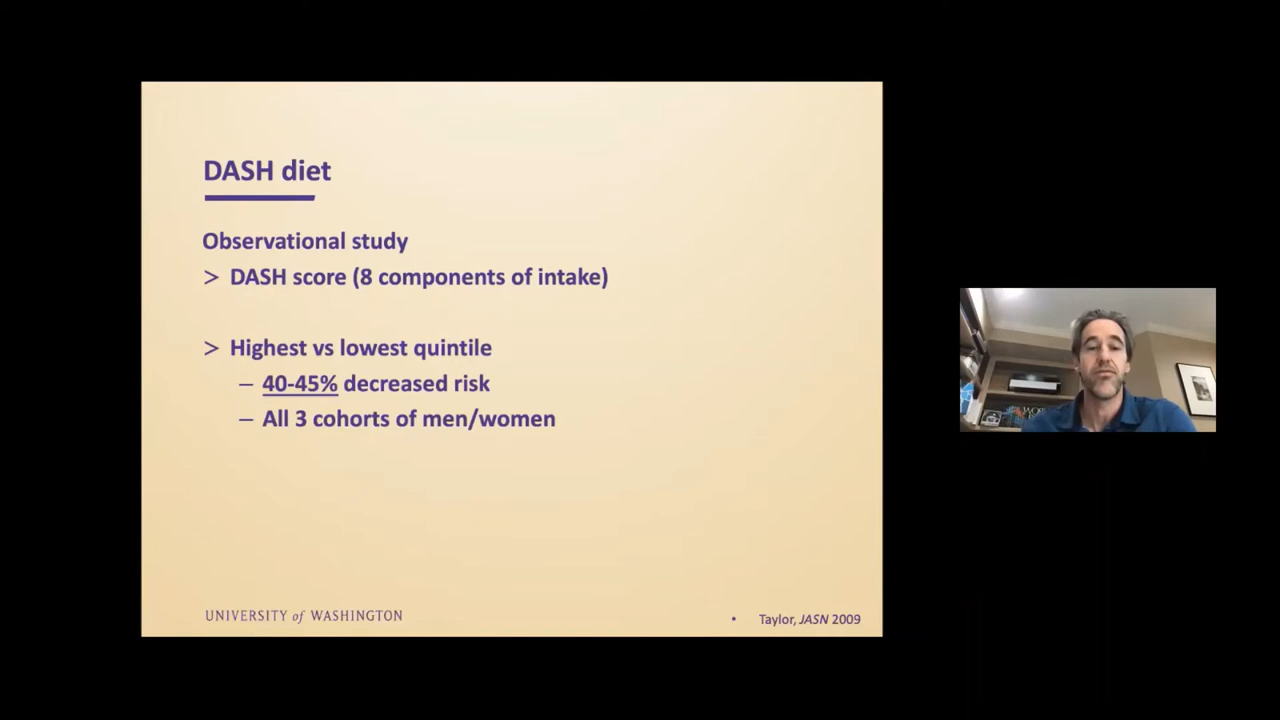 DASH diet
Observational study
> DASH score (8 components of intake)
> Highest vs lowest quintile
– 40-45% decreased risk
– All 3 cohorts of men/women
UNIVERSITY of WASHINGTON
• Taylor, JASN 2009